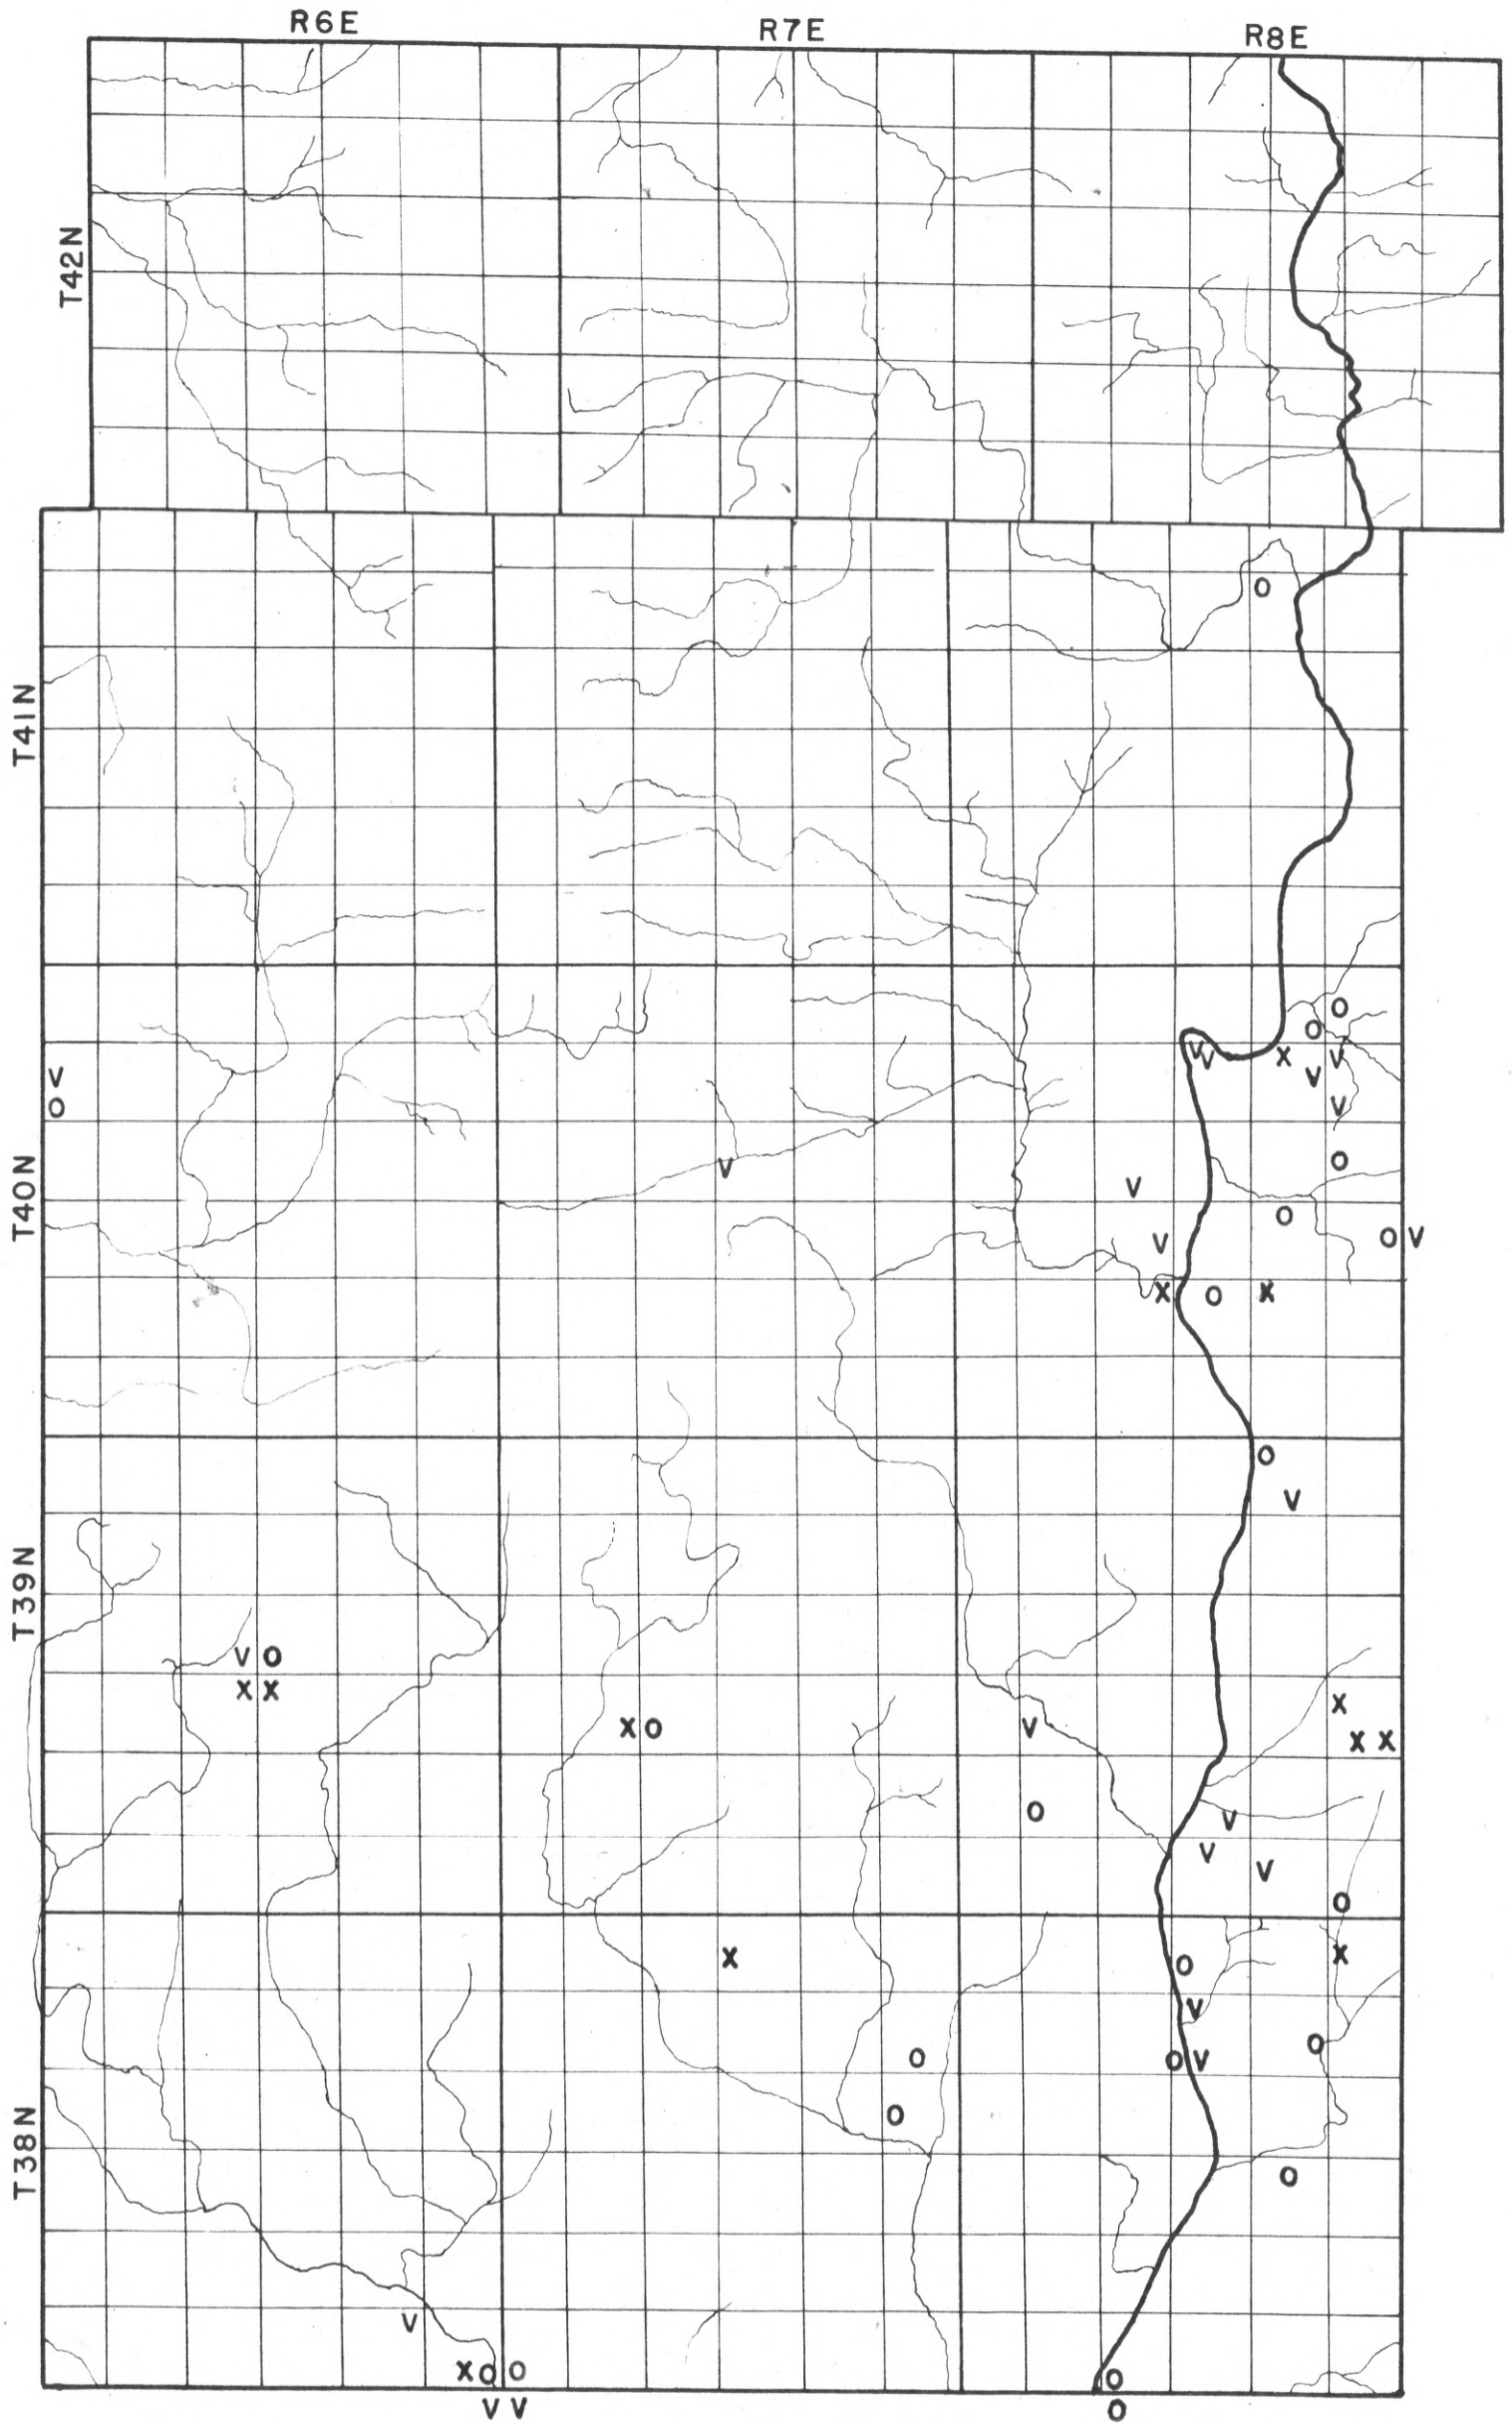 R6E R7E R8E
T42N
O
T41N
O
O
V V X V
V V
O V
O
V V
T40N
O
V O V
X O X
O
V
T39N
V O
X X X
X O V X X
O V
V V
O
X X
O
V
O
O O V
O
T38N
O
V
X O O O
V V O